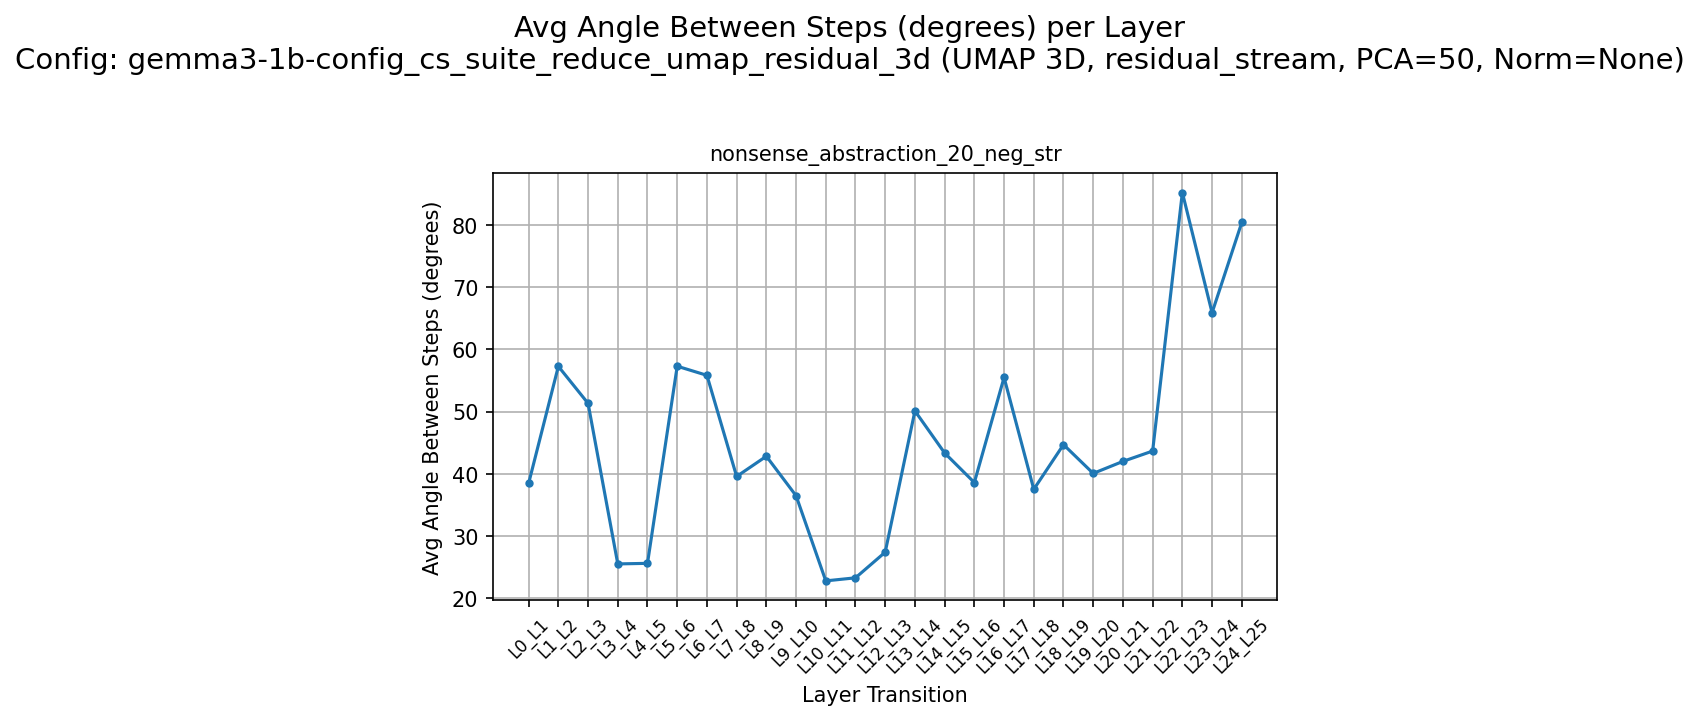 Avg Angle Between Steps (degrees) per Layer
Config: gemma3-1b-config_cs_suite_reduce_umap_residual_3d (UMAP 3D, residual_stream, PCA=50, Norm=None)
nonsense_abstraction_20_neg_str
Avg Angle Between Steps (degrees)
80
70
60
50
40
30
20
L0_L1
L1_L2
L2_L3
L3_L4
L4_L5
L5_L6
L6_L7
L7_L8
L8_L9
L9_L10
L10_L11
L11_L12
L12_L13
L13_L14
L14_L15
L15_L16
L16_L17
L17_L18
L18_L19
L19_L20
L20_L21
L21_L22
L22_L23
L23_L24
L24_L25
Layer Transition